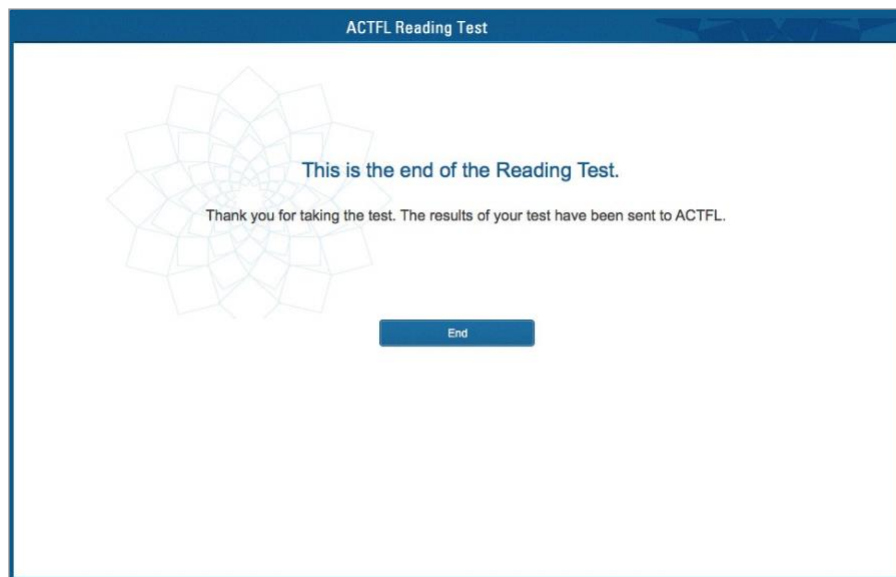 ACTFL Reading Test
This is the end of the Reading Test.
Thank you for taking the test. The results of your test have been sent to ACTFL.
End